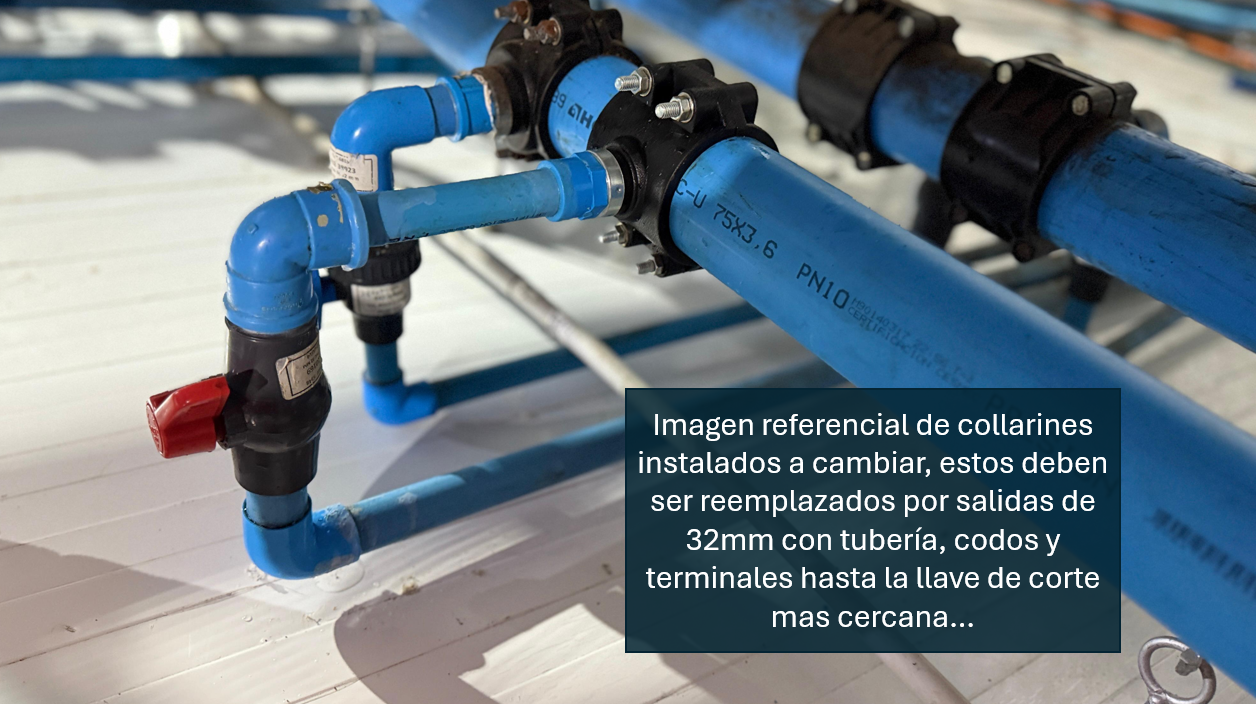 C-U 75X3,6 PN10
Imagen referencial de collarines
instalados a cambiar, estos deben
ser reemplazados por salidas de
32mm con tubería, codos y
terminales hasta la llave de corte
mas cercana...